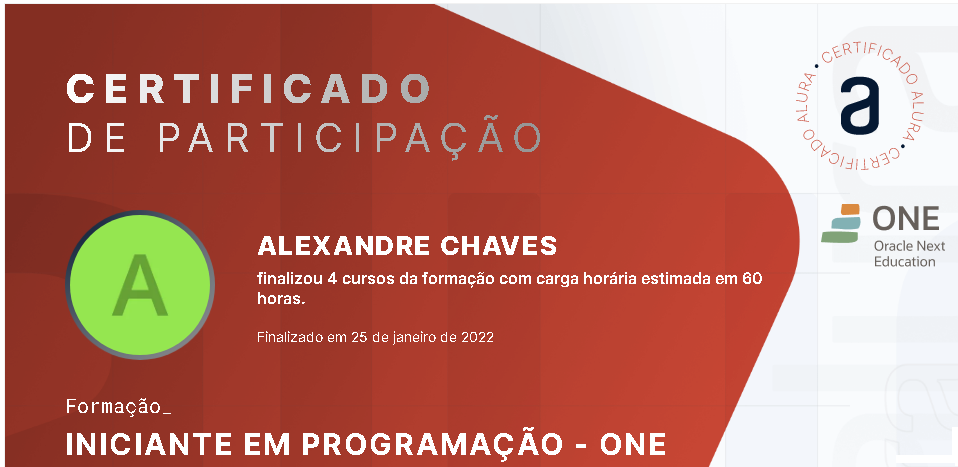 CERTIFICADO
DE PARTICIPAÇÃO
CERTIFICADO ALURA • CERTIFICADO ALURA •
a
ONE
Oracle Next
Education
A
ALEXANDRE CHAVES
finalizou 4 cursos da formação com carga horária estimada em 60
horas.
Finalizado em 25 de janeiro de 2022
Formação_
INICIANTE EM PROGRAMAÇÃO - ONE